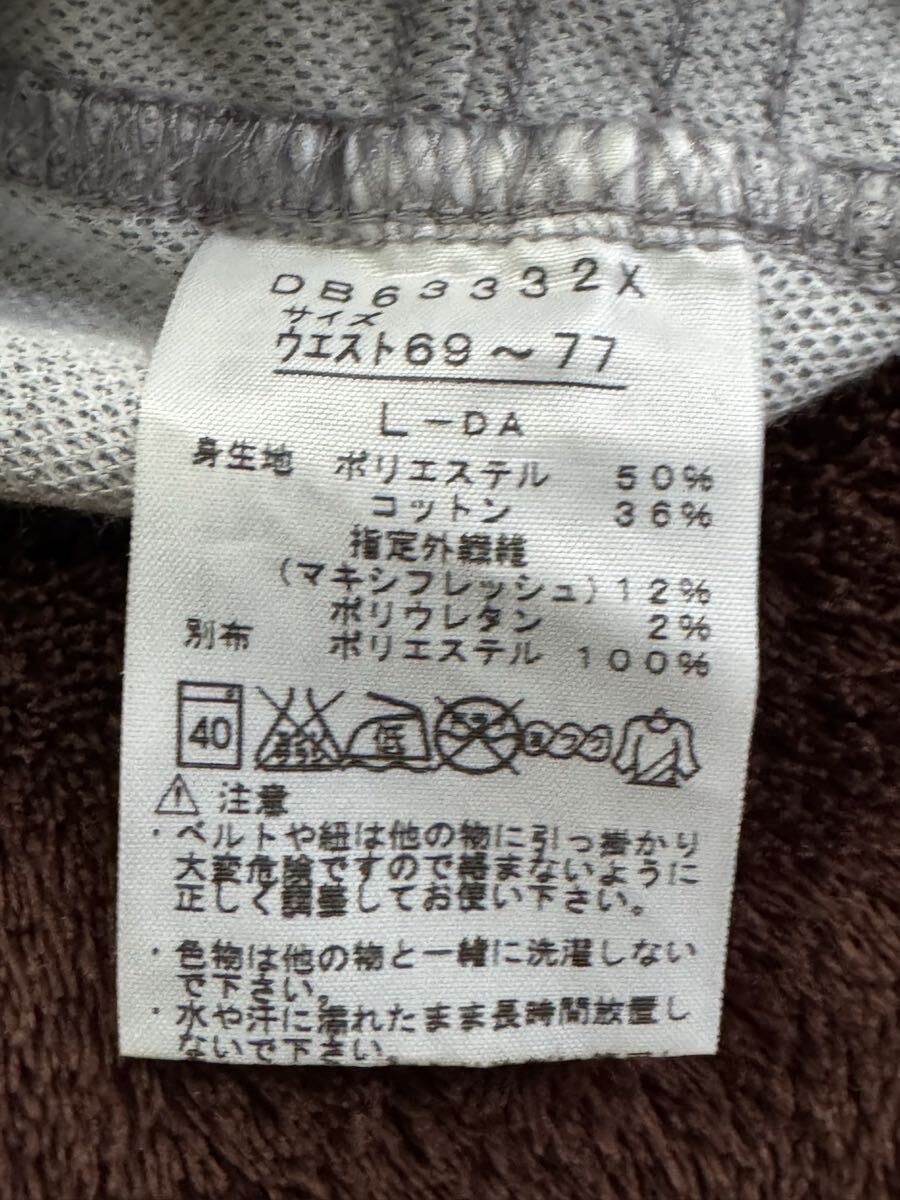 DB63332X
サイズ
ウエスト69～77
L-DA
身生地 ポリエステル 50%
コットン 36%
指定外繊維
(マキシフレッシュ)12%
ポリウレタン 2%
別布 ポリエステル 100%
40 低
⚠ 注意
・ベルトや紐は他の物に引っ掛かり
大変危険ですので絡まないように
正しく調整してお使い下さい。
・色物は他の物と一緒に洗濯しない
で下さい。
・水や汗に濡れたまま長時間放置し
ないで下さい。